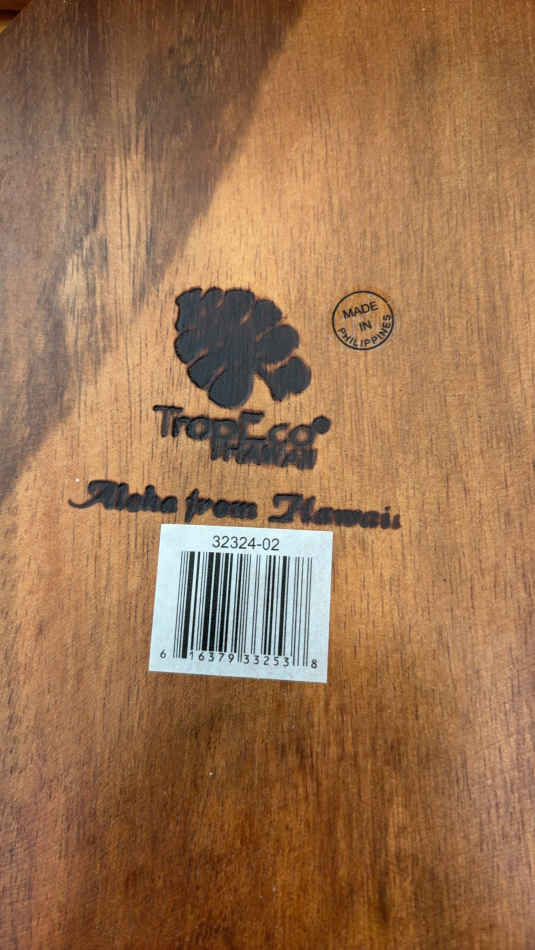 MADE
IN
PHILIPPINES
TropEco®
HAWAII
Aloha from Hawaii
32324-02
6 16379 33253 8